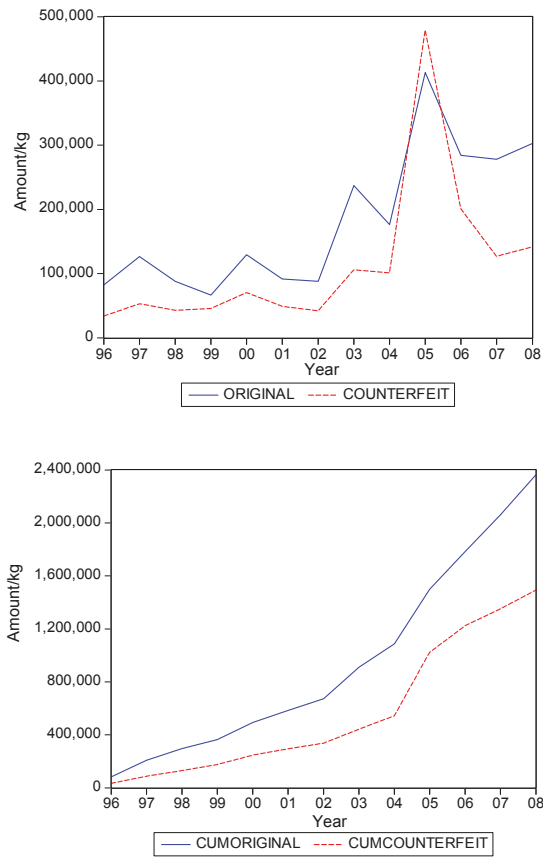 500,000
400,000
300,000
200,000
100,000
0
Amount/kg
96 97 98 99 00 01 02 03 04 05 06 07 08
Year
ORIGINAL COUNTERFEIT
2,400,000
2,000,000
1,600,000
1,200,000
800,000
400,000
0
Amount/kg
96 97 98 99 00 01 02 03 04 05 06 07 08
Year
CUMORIGINAL CUMCOUNTERFEIT